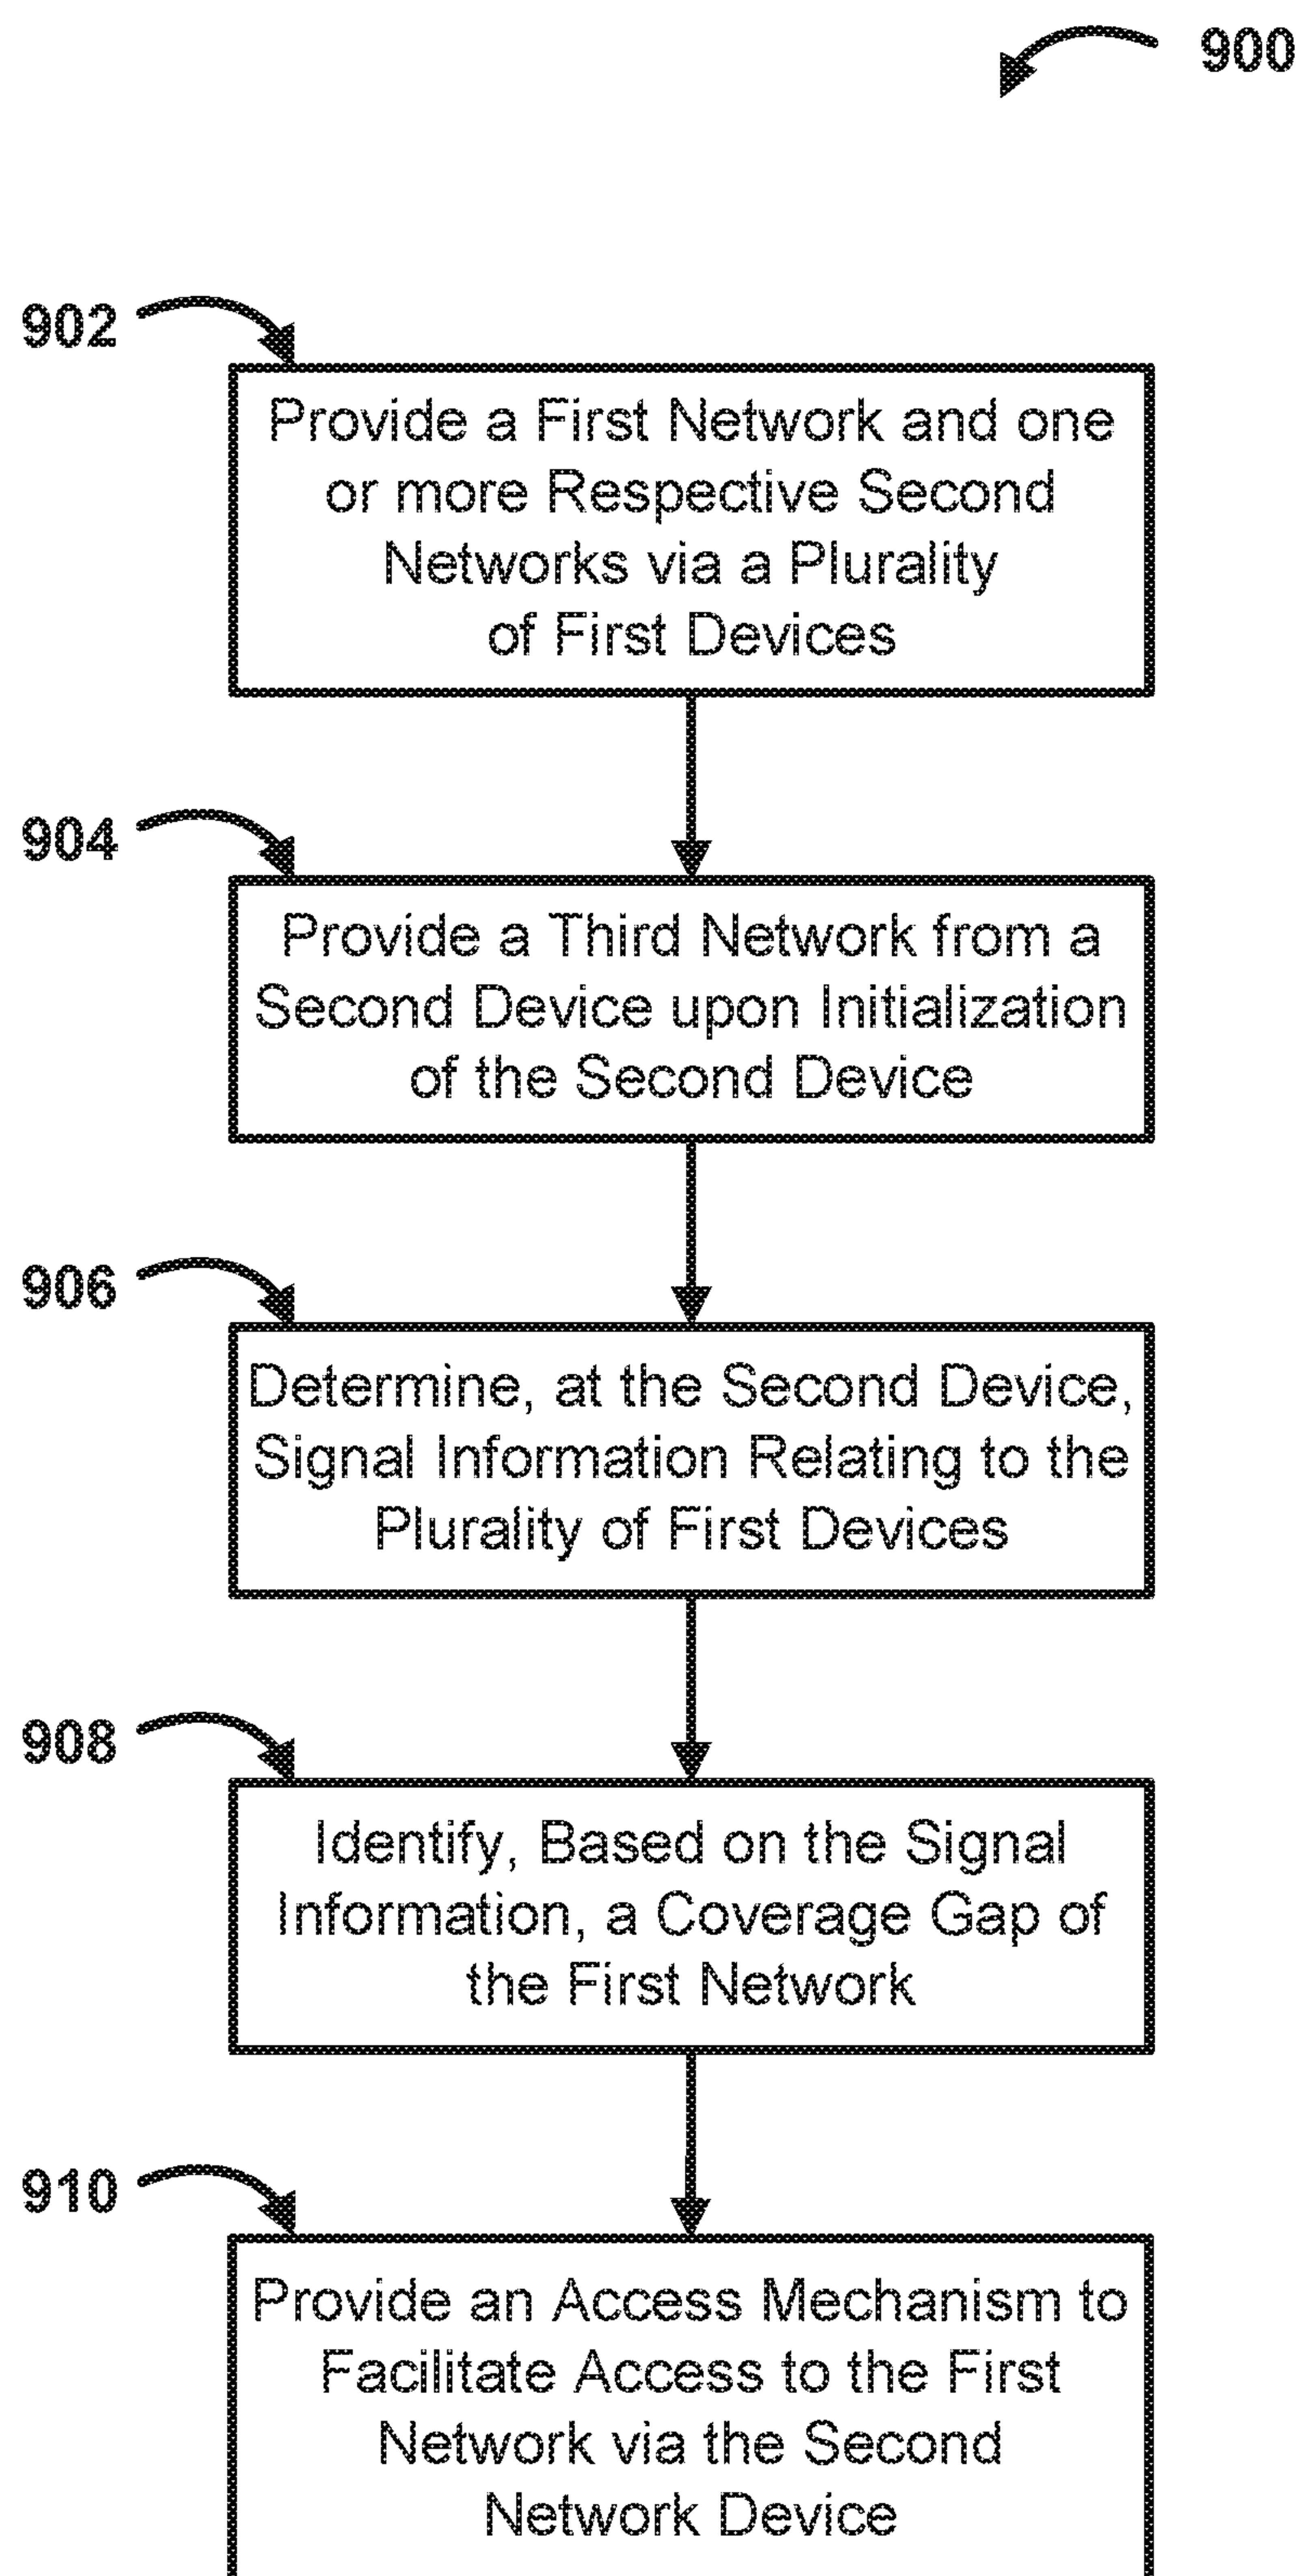 900
902
Provide a First Network and one
or more Respective Second
Networks via a Plurality
of First Devices
904
Provide a Third Network from a
Second Device upon Initialization
of the Second Device
906
Determine, at the Second Device,
Signal Information Relating to the
Plurality of First Devices
908
Identify, Based on the Signal
Information, a Coverage Gap of
the First Network
910
Provide an Access Mechanism to
Facilitate Access to the First
Network via the Second
Network Device